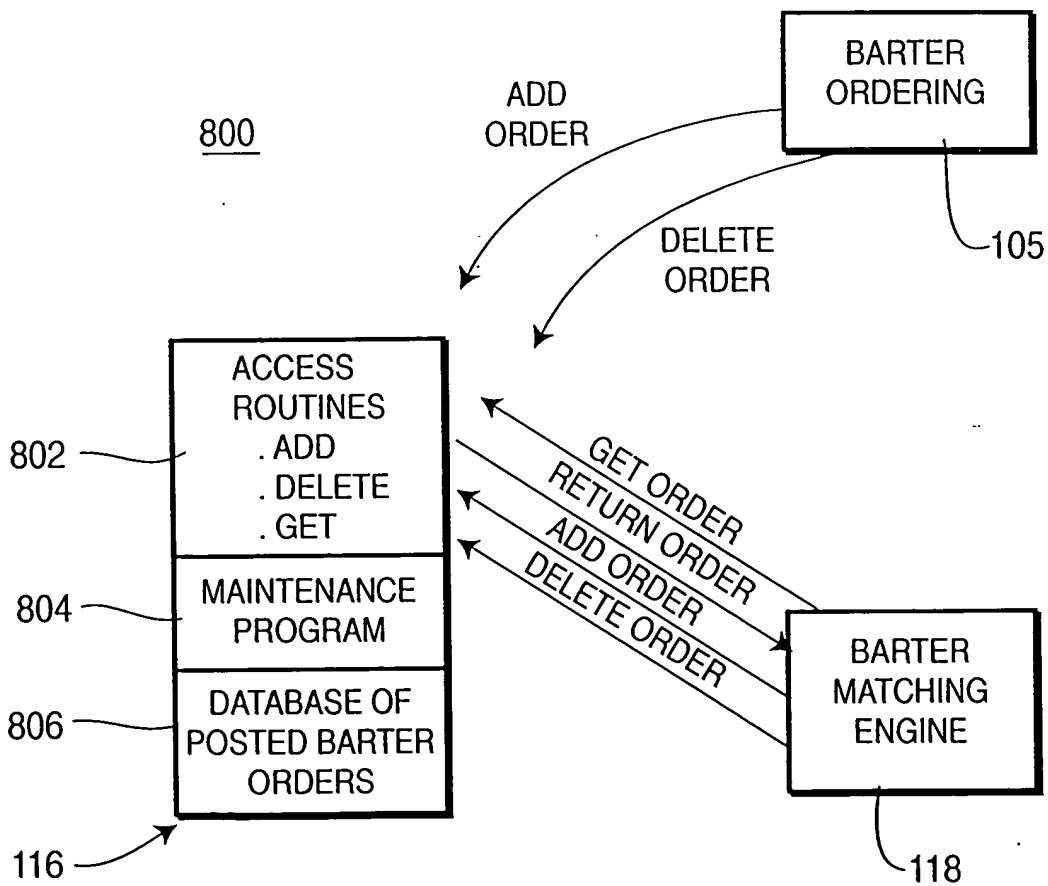 BARTER
ORDERING
ADD
ORDER
800
105
DELETE
ORDER
ACCESS
ROUTINES
. ADD
. DELETE
. GET
802
GET ORDER
RETURN ORDER
ADD ORDER
DELETE ORDER
804
MAINTENANCE
PROGRAM
806
DATABASE OF
POSTED BARTER
ORDERS
BARTER
MATCHING
ENGINE
116
118